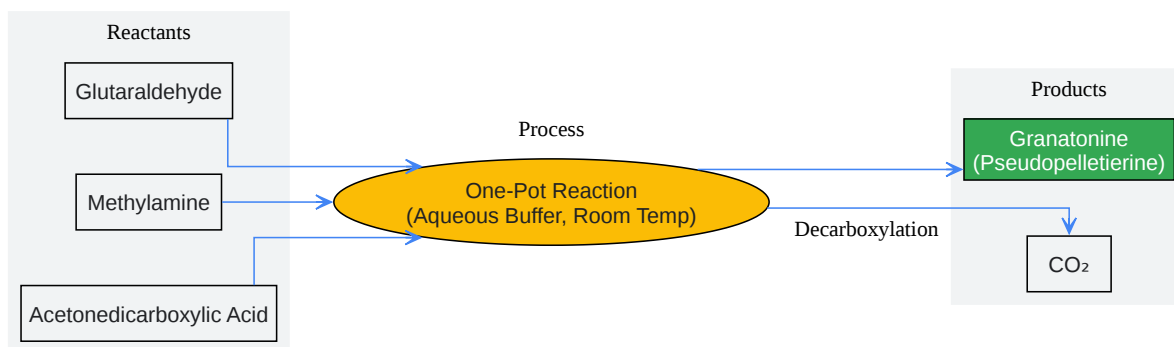 Reactants
Glutaraldehyde
Methylamine
Acetonedicarboxylic Acid
Process
One-Pot Reaction
(Aqueous Buffer, Room Temp)
Decarboxylation
Products
Granatonine
(Pseudopelletierine)
CO₂